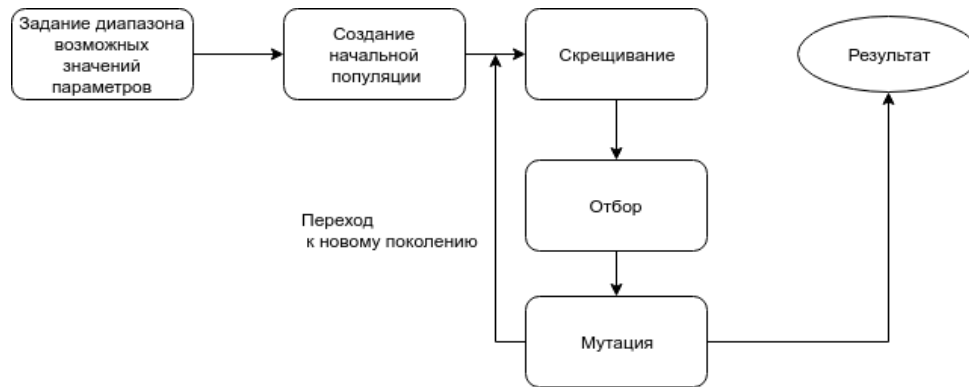 Задание диапазона
возможных
значений
параметров
Создание
начальной
популяции
Скрещивание
Результат
Отбор
Переход
к новому поколению
Мутация